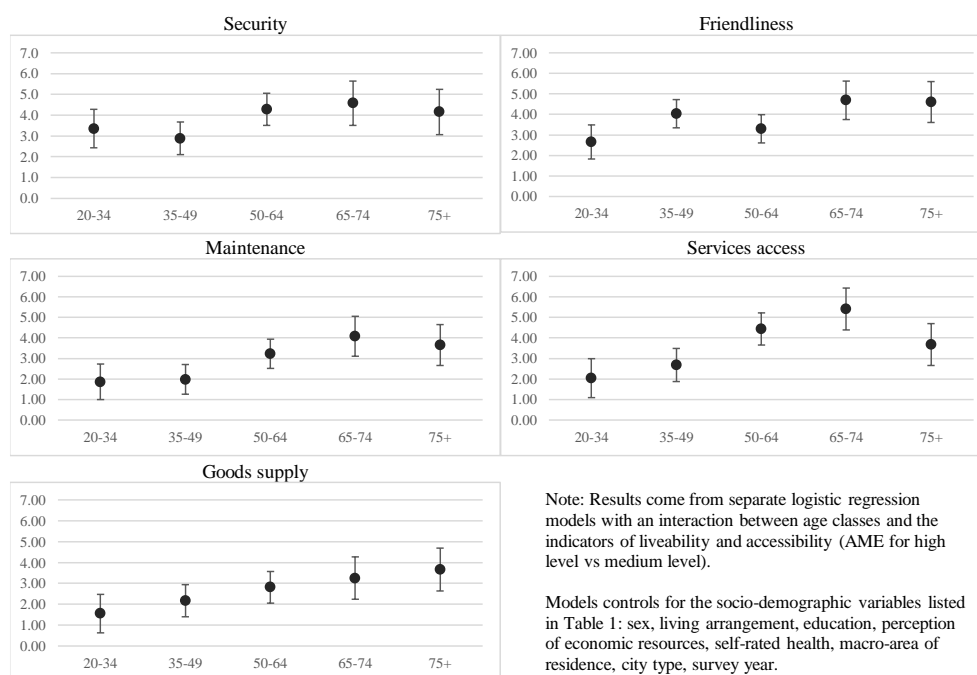 Security
7.0
6.0
5.0
4.0
3.0
2.0
1.0
0.0
20-34 35-49 50-64 65-74 75+
Friendliness
7.00
6.00
5.00
4.00
3.00
2.00
1.00
0.00
20-34 35-49 50-64 65-74 75+
Maintenance
7.00
6.00
5.00
4.00
3.00
2.00
1.00
0.00
20-34 35-49 50-64 65-74 75+
Services access
7.00
6.00
5.00
4.00
3.00
2.00
1.00
0.00
20-34 35-49 50-64 65-74 75+
Goods supply
7.00
6.00
5.00
4.00
3.00
2.00
1.00
0.00
20-34 35-49 50-64 65-74 75+
Note: Results come from separate logistic regression
models with an interaction between age classes and the
indicators of liveability and accessibility (AME for high
level vs medium level).
Models controls for the socio-demographic variables listed
in Table 1: sex, living arrangement, education, perception
of economic resources, self-rated health, macro-area of
residence, city type, survey year.